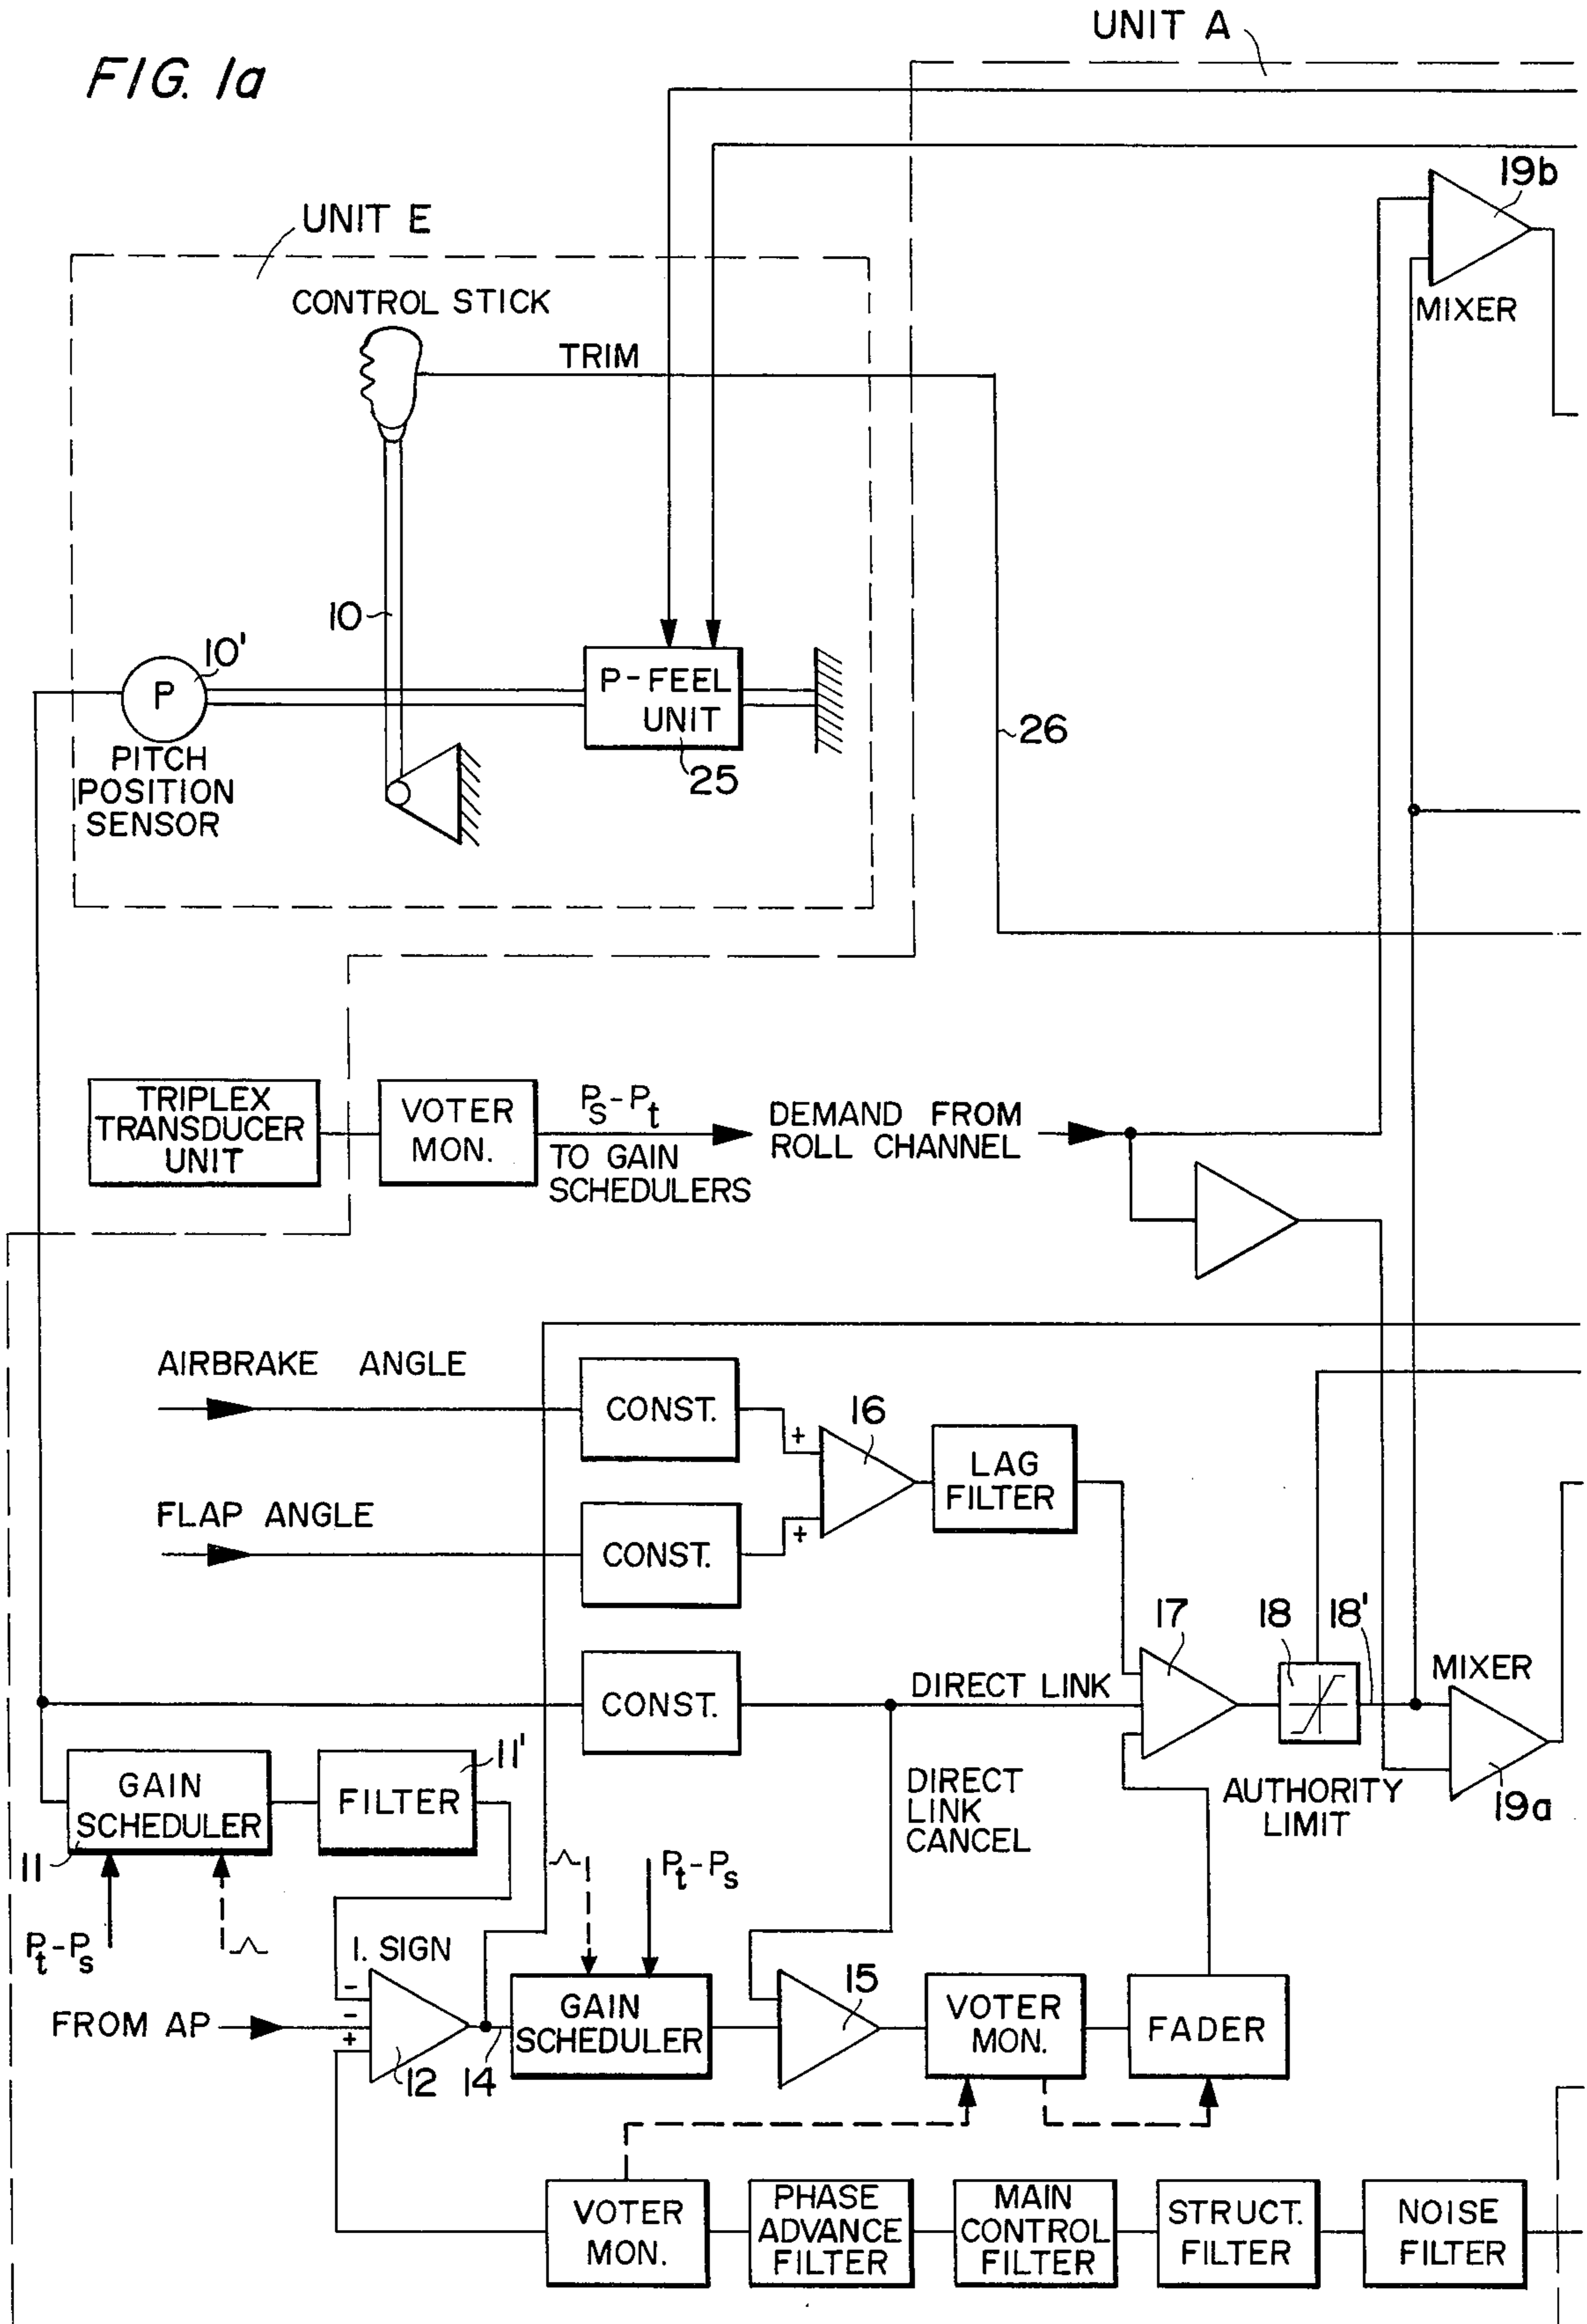 FIG. 1a
UNIT A
19b
MIXER
UNIT E
CONTROL STICK
TRIM
10
10'
P
PITCH
POSITION
SENSOR
P-FEEL
UNIT
25
26
TRIPLEX
TRANSDUCER
UNIT
VOTER
MON.
Ps-Pt
TO GAIN
SCHEDULERS
DEMAND FROM
ROLL CHANNEL
AIRBRAKE ANGLE
CONST.
+
16
LAG
FILTER
FLAP ANGLE
CONST.
+
17
18
18'
MIXER
CONST.
DIRECT LINK
19a
AUTHORITY
LIMIT
DIRECT
LINK
CANCEL
GAIN
SCHEDULER
11
FILTER
11'
Pt-Ps
Pt-Ps
1. SIGN
-
-
+
FROM AP
12
14
GAIN
SCHEDULER
15
VOTER
MON.
FADER
VOTER
MON.
PHASE
ADVANCE
FILTER
MAIN
CONTROL
FILTER
STRUCT.
FILTER
NOISE
FILTER